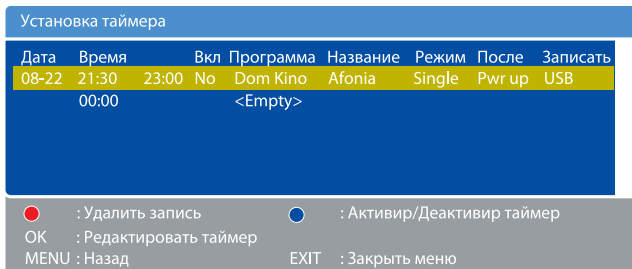 Установка таймера
Дата Время Вкл Программа Название Режим После Записать
08-22 21:30 23:00 No Dom Kino Afonia Single Pwr up USB
00:00 <Empty>
: Удалить запись : Активир/Деактивир таймер
OK : Редактировать таймер
MENU : Назад EXIT : Закрыть меню